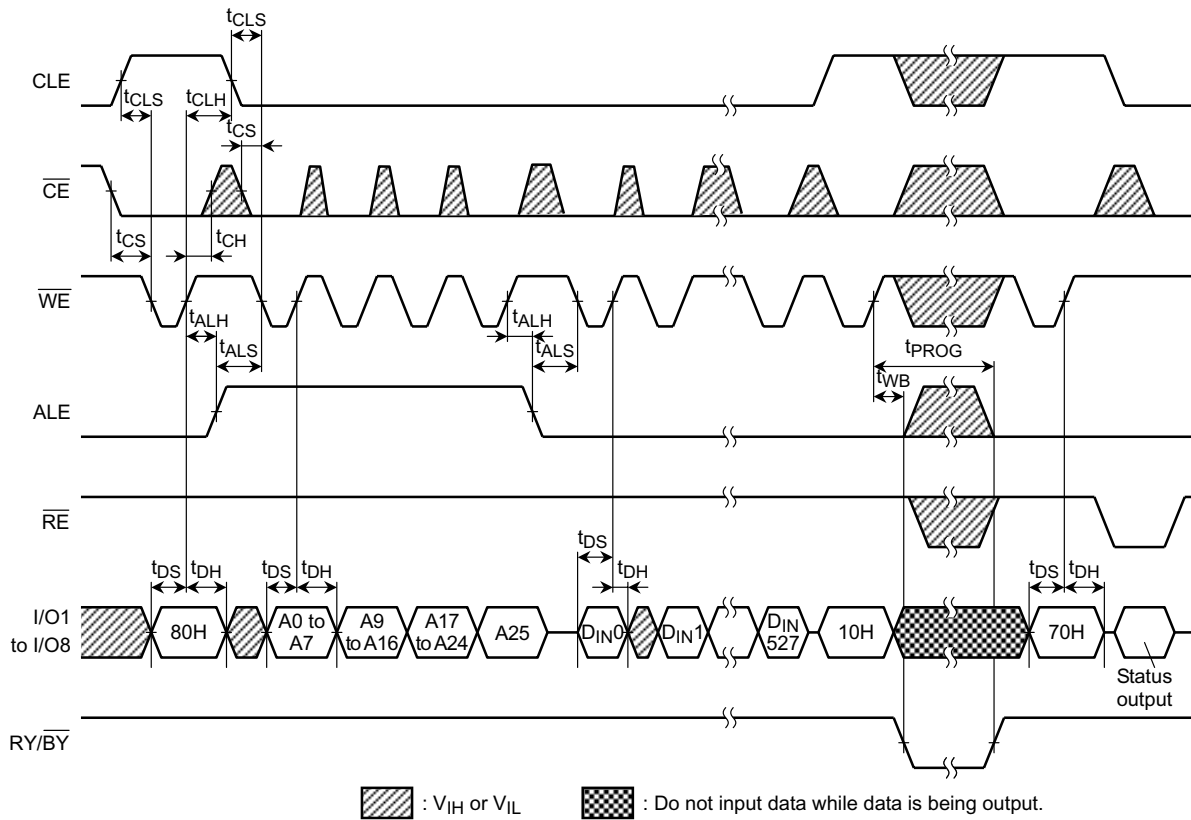 tCLS
CLE
tCLS
tCLH
tCS
CE
tCS
tCH
WE
tALH
tALS
tALH
tALS
tPROG
tWB
ALE
RE
tDS
tDH
tDS
tDH
tDS
tDH
tDS
tDH
I/O1
to I/O8
80H
A0 to
A7
A9
to A16
A17
to A24
A25
DIN0
DIN1
DIN
527
10H
70H
Status
output
RY/BY
: VIH or VIL
: Do not input data while data is being output.